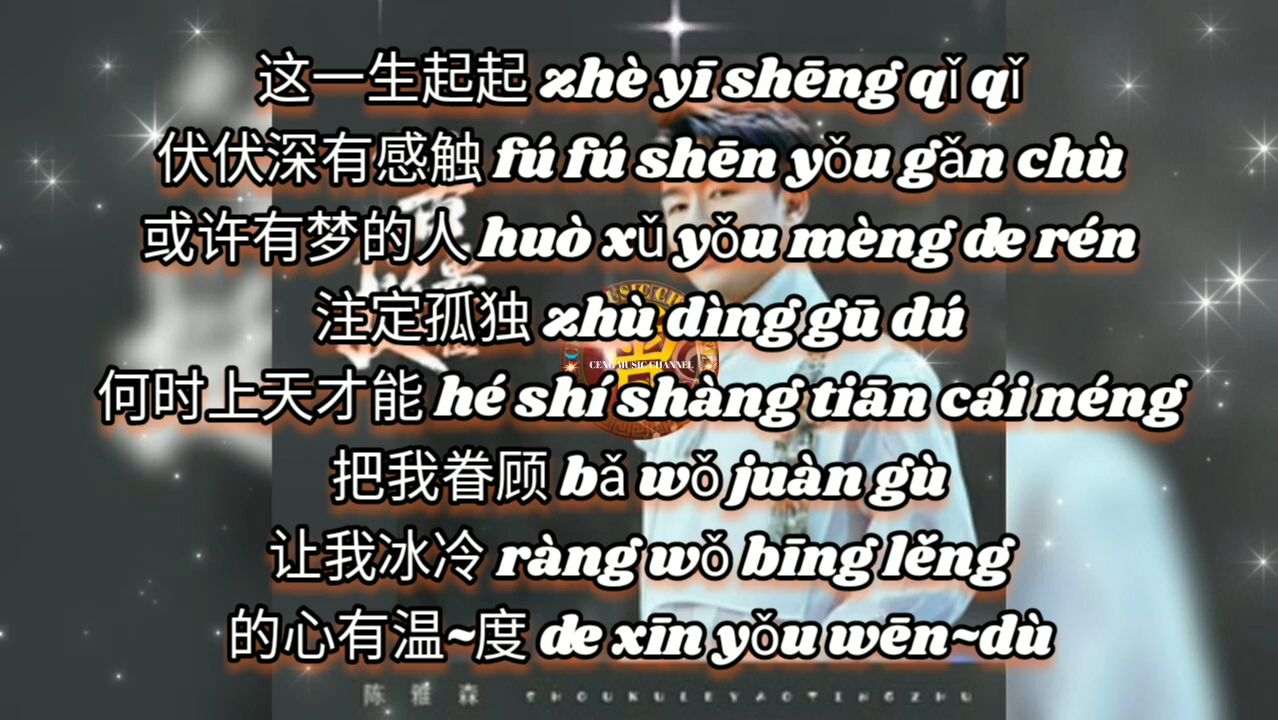 这一生起起 zhè yī shēng qǐ qǐ
伏伏深有感触 fú fú shēn yǒu gǎn chù
或许有梦的人 huò xǔ yǒu mèng de rén
注定孤独 zhù dìng gū dú
CENG MUSIC CHANNEL
何时上天才能 hé shí shàng tiān cái néng
把我眷顾 bǎ wǒ juàn gù
让我冰冷 ràng wǒ bīng lěng
的心有温~度 de xīn yǒu wēn~dù
陈雅森 SHOUKULEYAOTINGZHU